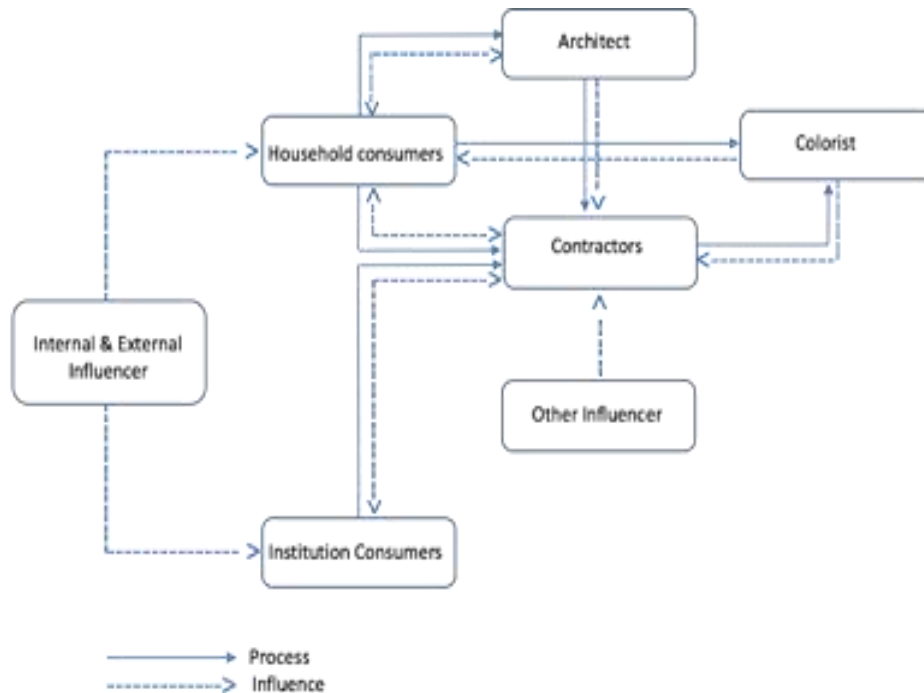 Architect
Household consumers
Colorist
Contractors
Internal & External
Influencer
Other Influencer
Institution Consumers
Process
Influence